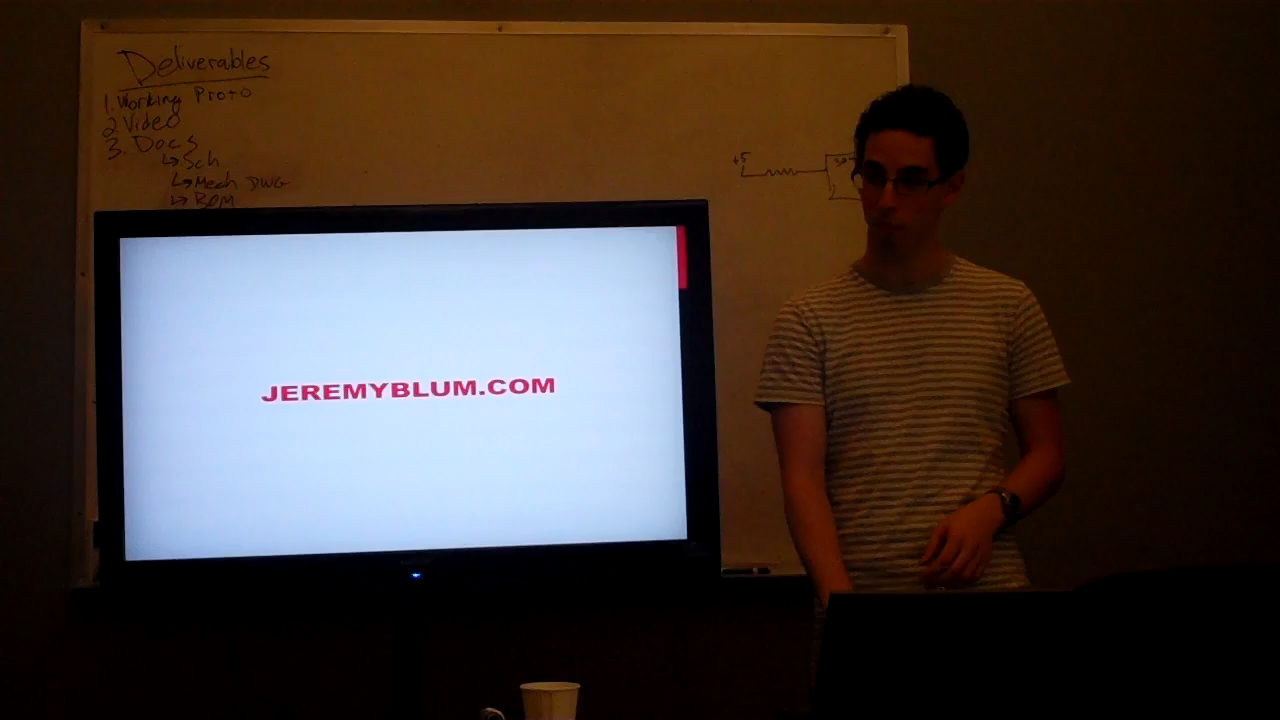 Deliverables
1. Working Proto
2. Video
3. Docs
↳ Sch
↳ Mech DWG
↳ BOM
+5
JEREMYBLUM.COM